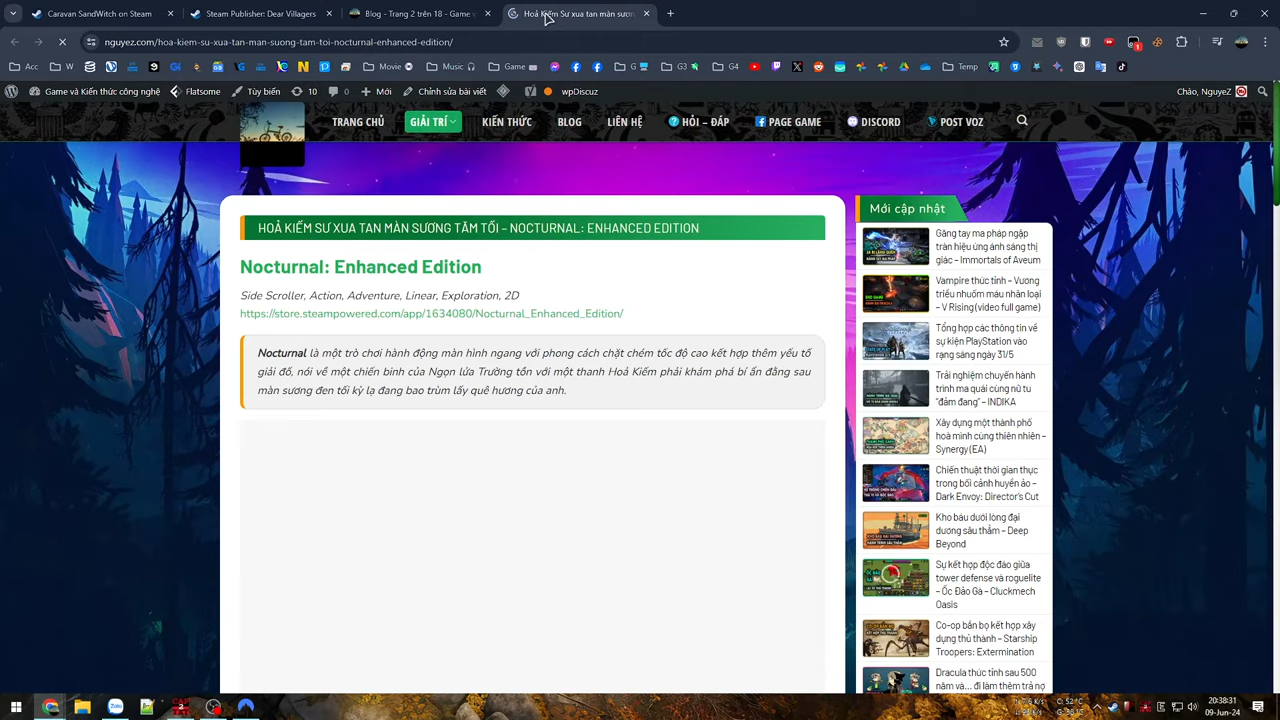 Caravan SandWitch on Steam
Steam Publisher: Dear Villagers
Blog - Trang 2 trên 18 - Game v
Hoả Kiếm Sư xua tan màn sươn
nguyez.com/hoa-kiem-su-xua-tan-man-suong-tam-toi-nocturnal-enhanced-edition/
Acc
W
Movie
Music
Game
G
G3
G4
Temp
Game và kiến thức công nghệ
Flatsome
Tùy biến
10
0
Mới
Chỉnh sửa bài viết
wpDiscuz
Chào, NguyeZ
TRANG CHỦ
GIẢI TRÍ
KIẾN THỨC
BLOG
LIÊN HỆ
HỎI – ĐÁP
PAGE GAME
DISCORD
POST VOZ
HOẢ KIẾM SƯ XUA TAN MÀN SƯƠNG TĂM TỐI – NOCTURNAL: ENHANCED EDITION
Nocturnal: Enhanced Edition
Side Scroller, Action, Adventure, Linear, Exploration, 2D
https://store.steampowered.com/app/1634080/Nocturnal_Enhanced_Edition/
Nocturnal là một trò chơi hành động màn hình ngang với phong cách chặt chém tốc độ cao kết hợp thêm yếu tố
giải đố, nói về một chiến binh của Ngọn lửa Trường tồn với một thanh Hoả Kiếm phải khám phá bí ẩn đằng sau
màn sương đen tối kỳ lạ đang bao trùm lấy quê hương của anh.
Mới cập nhật
Găng tay ma pháp ngập
tràn hiệu ứng ánh sáng thị
giác – Immortals of Aveum
Vampire thức tỉnh – Vương
triều nhuốm máu nhân loại
– V Rising (video full game)
Tổng hợp các thông tin về
sự kiện PlayStation vào
rạng sáng ngày 31/5
Trải nghiệm chuyến hành
trình ma quái cùng nữ tu
“đảm đang” – INDIKA
Xây dựng một thành phố
hoà mình cùng thiên nhiên –
Synergy (EA)
Chiến thuật thời gian thực
trong bối cảnh huyền ảo –
Dark Envoy: Director's Cut
Kho báu dưới lòng đại
dương sâu thẳm – Deep
Beyond
Sự kết hợp độc đáo giữa
tower defense và roguelite
– Ốc Đảo Gà – Cluckmech
Oasis
Co-op bắn bọ kết hợp xây
dựng thủ thành – Starship
Troopers: Extermination
Dracula thức tỉnh sau 500
năm và… đi làm thêm trả nợ
Zalo
20:38:31
09-Jun-24